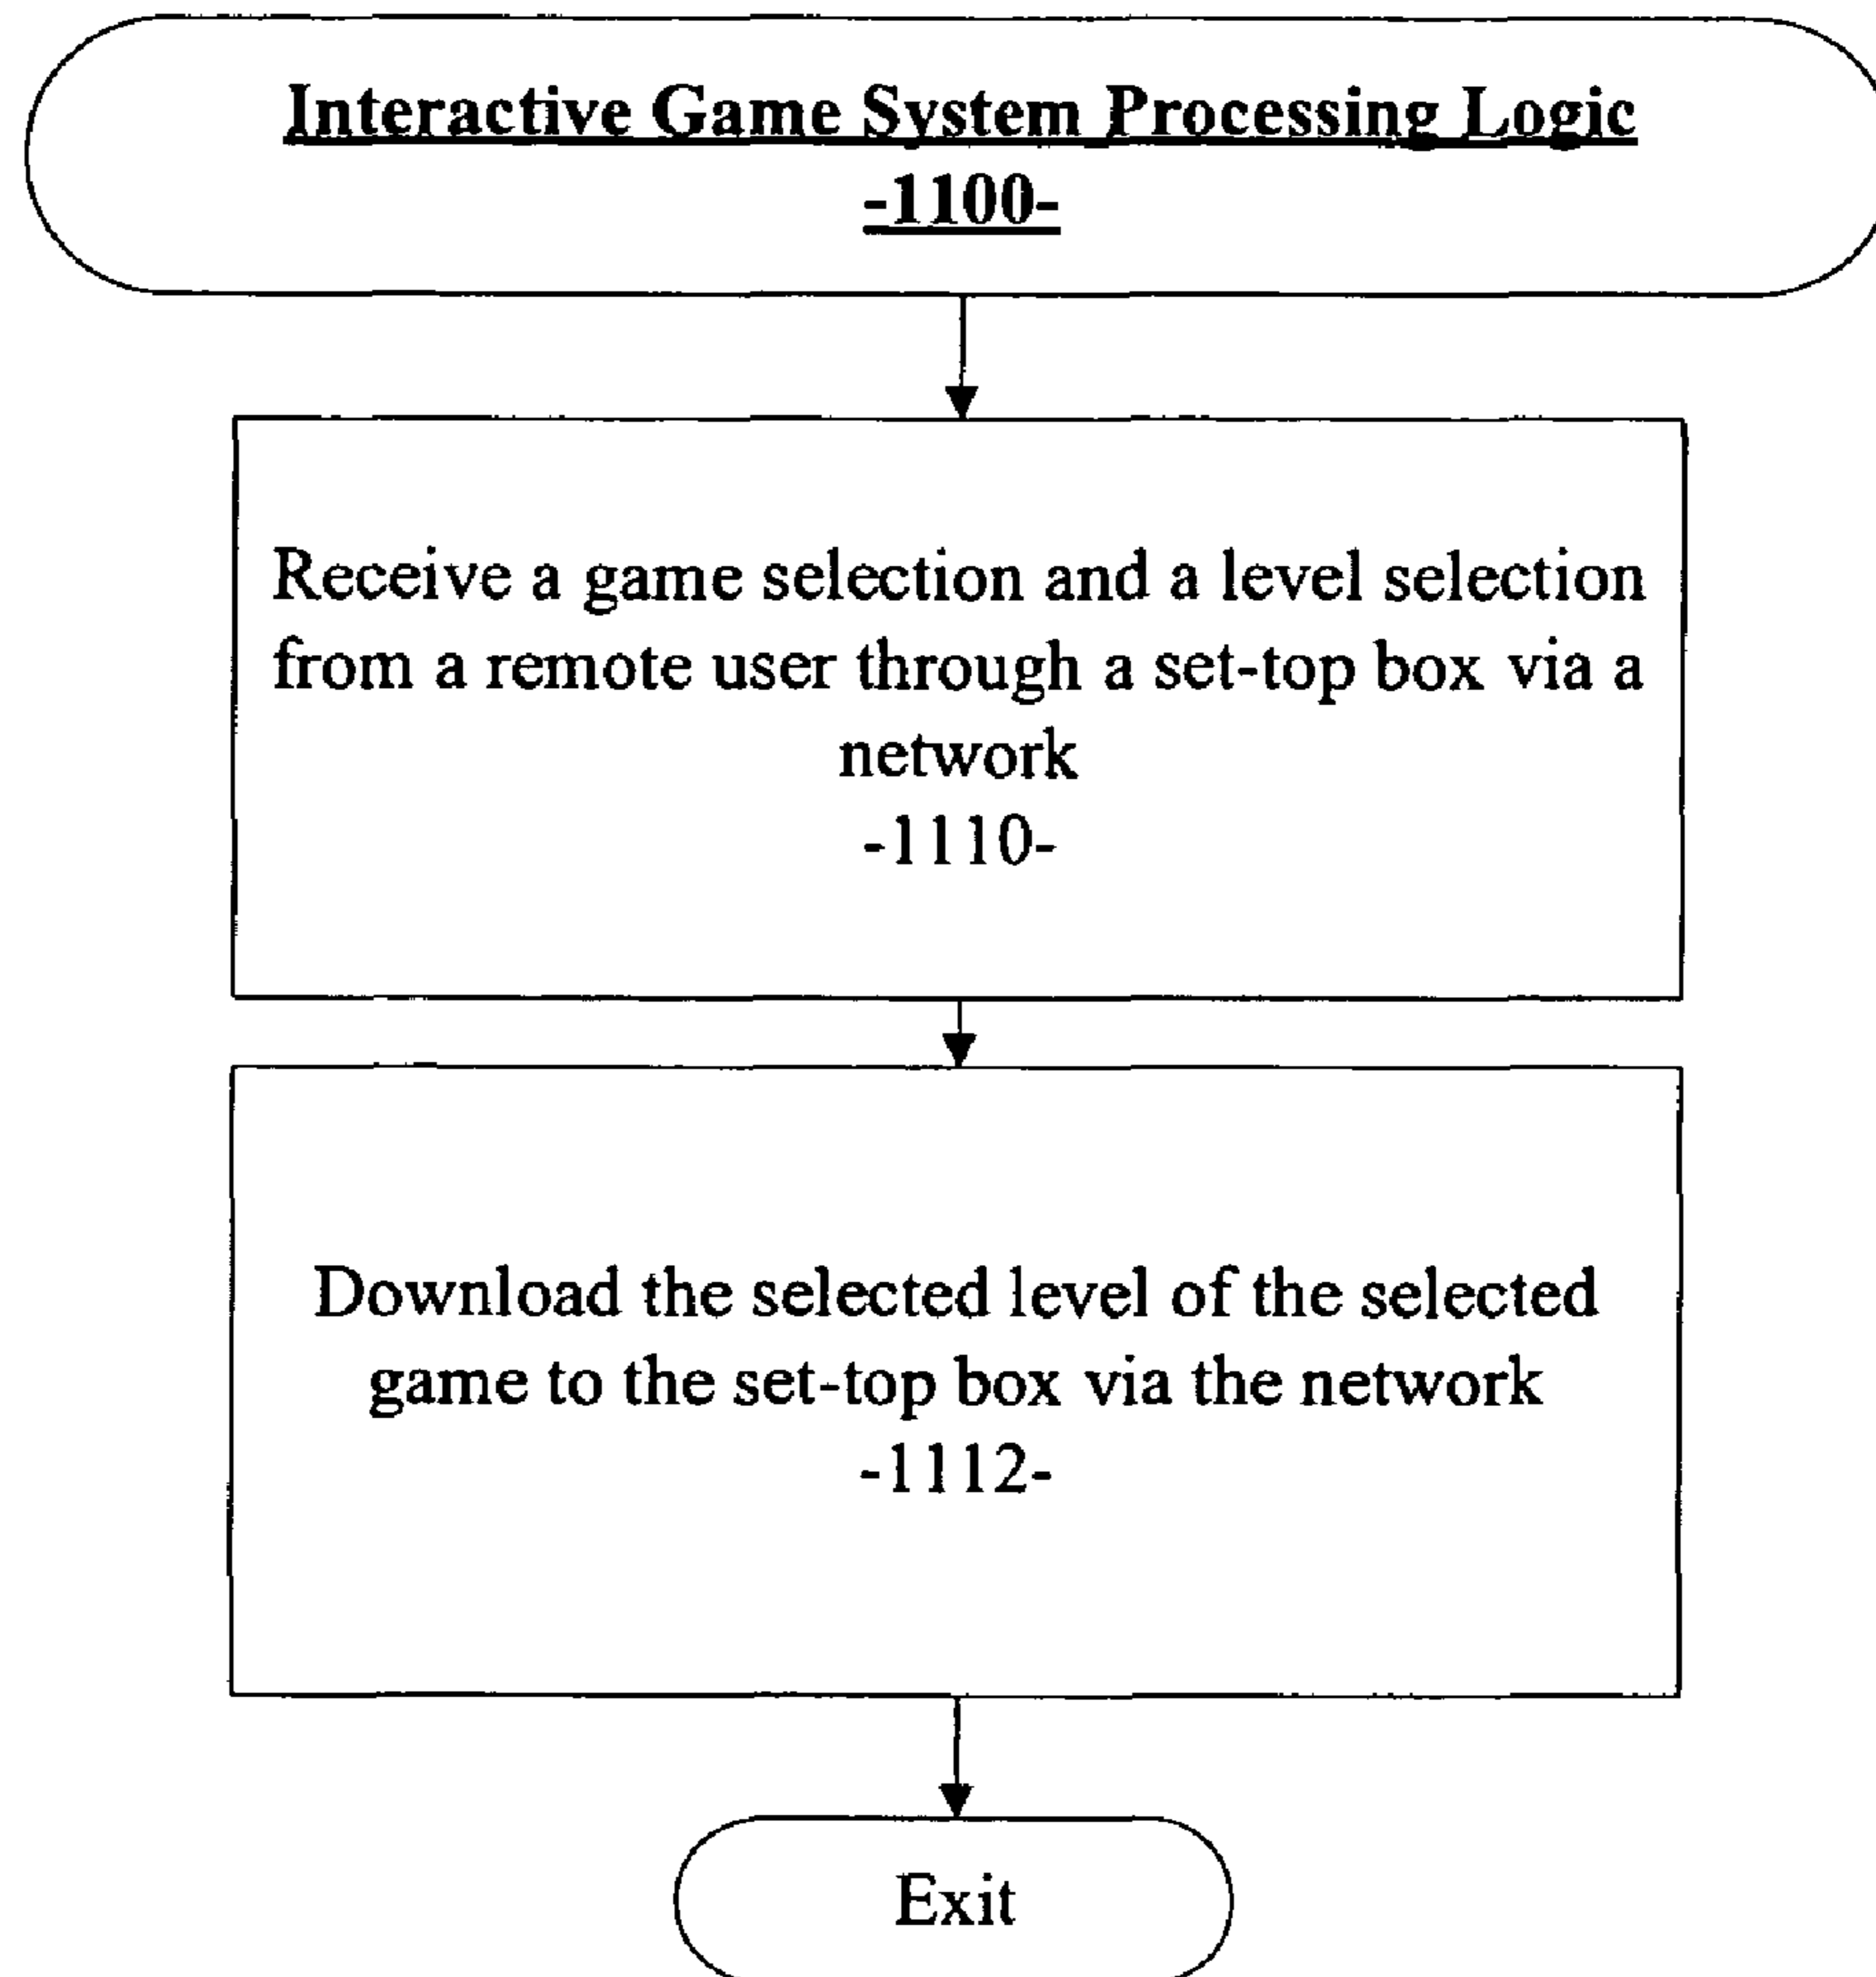 Interactive Game System Processing Logic
-1100-
Receive a game selection and a level selection
from a remote user through a set-top box via a
network
-1110-
Download the selected level of the selected
game to the set-top box via the network
-1112-
Exit